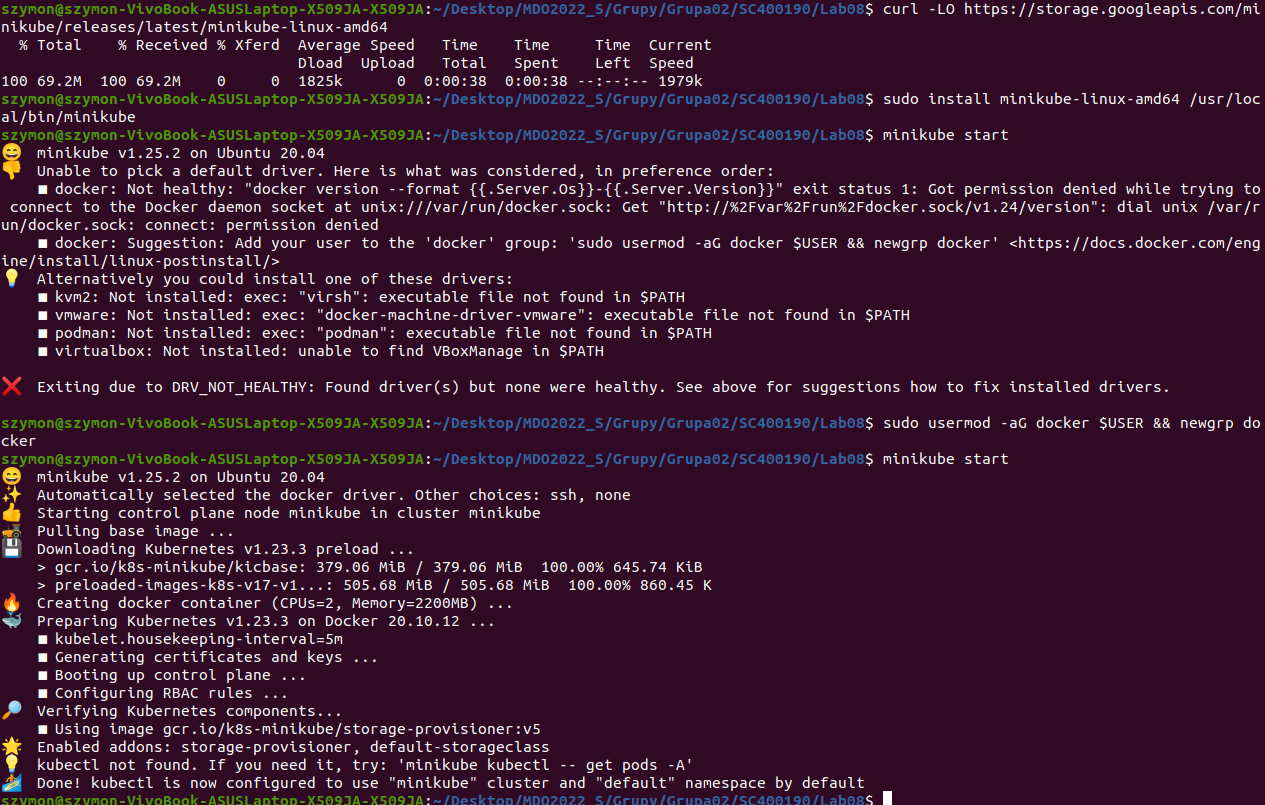 szymon@szymon-VivoBook-ASUSLaptop-X509JA-X509JA:~/Desktop/MDO2022_S/Grupy/Grupa02/SC400190/Lab08$ curl -LO https://storage.googleapis.com/mi
nikube/releases/latest/minikube-linux-amd64
  % Total    % Received % Xferd  Average Speed   Time    Time     Time  Current
                                 Dload  Upload   Total   Spent    Left  Speed
100 69.2M  100 69.2M    0     0  1825k      0  0:00:38  0:00:38 --:--:-- 1979k
szymon@szymon-VivoBook-ASUSLaptop-X509JA-X509JA:~/Desktop/MDO2022_S/Grupy/Grupa02/SC400190/Lab08$ sudo install minikube-linux-amd64 /usr/loc
al/bin/minikube
szymon@szymon-VivoBook-ASUSLaptop-X509JA-X509JA:~/Desktop/MDO2022_S/Grupy/Grupa02/SC400190/Lab08$ minikube start
😄  minikube v1.25.2 on Ubuntu 20.04
👎  Unable to pick a default driver. Here is what was considered, in preference order:
    ■ docker: Not healthy: "docker version --format {{.Server.Os}}-{{.Server.Version}}" exit status 1: Got permission denied while trying to
 connect to the Docker daemon socket at unix:///var/run/docker.sock: Get "http://%2Fvar%2Frun%2Fdocker.sock/v1.24/version": dial unix /var/r
un/docker.sock: connect: permission denied
    ■ docker: Suggestion: Add your user to the 'docker' group: 'sudo usermod -aG docker $USER && newgrp docker' <https://docs.docker.com/eng
ine/install/linux-postinstall/>
💡  Alternatively you could install one of these drivers:
    ■ kvm2: Not installed: exec: "virsh": executable file not found in $PATH
    ■ vmware: Not installed: exec: "docker-machine-driver-vmware": executable file not found in $PATH
    ■ podman: Not installed: exec: "podman": executable file not found in $PATH
    ■ virtualbox: Not installed: unable to find VBoxManage in $PATH
❌  Exiting due to DRV_NOT_HEALTHY: Found driver(s) but none were healthy. See above for suggestions how to fix installed drivers.
szymon@szymon-VivoBook-ASUSLaptop-X509JA-X509JA:~/Desktop/MDO2022_S/Grupy/Grupa02/SC400190/Lab08$ sudo usermod -aG docker $USER && newgrp do
cker
szymon@szymon-VivoBook-ASUSLaptop-X509JA-X509JA:~/Desktop/MDO2022_S/Grupy/Grupa02/SC400190/Lab08$ minikube start
😄  minikube v1.25.2 on Ubuntu 20.04
✨  Automatically selected the docker driver. Other choices: ssh, none
👍  Starting control plane node minikube in cluster minikube
🚜  Pulling base image ...
💾  Downloading Kubernetes v1.23.3 preload ...
    > gcr.io/k8s-minikube/kicbase: 379.06 MiB / 379.06 MiB  100.00% 645.74 KiB
    > preloaded-images-k8s-v17-v1...: 505.68 MiB / 505.68 MiB  100.00% 860.45 K
🔥  Creating docker container (CPUs=2, Memory=2200MB) ...
🐳  Preparing Kubernetes v1.23.3 on Docker 20.10.12 ...
    ■ kubelet.housekeeping-interval=5m
    ■ Generating certificates and keys ...
    ■ Booting up control plane ...
    ■ Configuring RBAC rules ...
🔎  Verifying Kubernetes components...
    ■ Using image gcr.io/k8s-minikube/storage-provisioner:v5
🌟  Enabled addons: storage-provisioner, default-storageclass
💡  kubectl not found. If you need it, try: 'minikube kubectl -- get pods -A'
🏄  Done! kubectl is now configured to use "minikube" cluster and "default" namespace by default
szymon@szymon-VivoBook-ASUSLaptop-X509JA-X509JA:~/Desktop/MDO2022_S/Grupy/Grupa02/SC400190/Lab08$